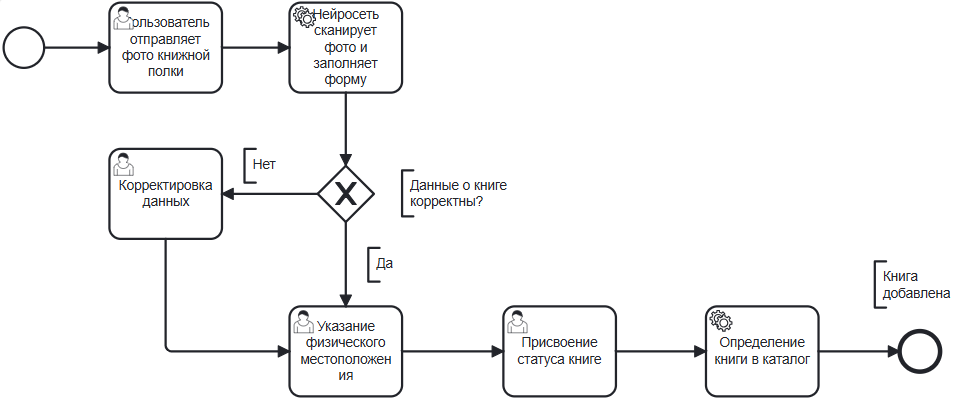 ользователь
отправляет
фото книжной
полки
Нейросеть
сканирует
фото и
заполняет
форму
Нет
Корректировка
данных
Данные о книге
корректны?
Да
Книга
добавлена
Указание
физического
местоположен
ия
Присвоение
статуса книге
Определение
книги в каталог